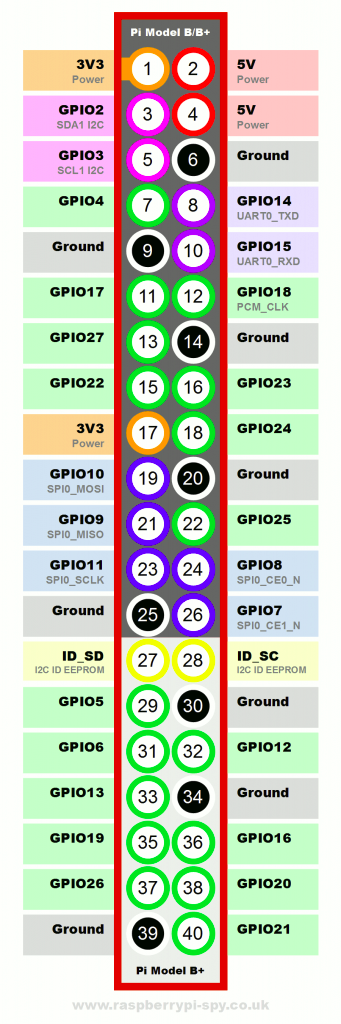 Pi Model B/B+
3V3 1 2 5V
Power Power
GPIO2 3 4 5V
SDA1 I2C Power
GPIO3 5 6 Ground
SCL1 I2C
GPIO4 7 8 GPIO14
UART0_TXD
Ground 9 10 GPIO15
UART0_RXD
GPIO17 11 12 GPIO18
PCM_CLK
GPIO27 13 14 Ground
GPIO22 15 16 GPIO23
3V3 17 18 GPIO24
Power
GPIO10 19 20 Ground
SPI0_MOSI
GPIO9 21 22 GPIO25
SPI0_MISO
GPIO11 23 24 GPIO8
SPI0_SCLK SPI0_CE0_N
Ground 25 26 GPIO7
SPI0_CE1_N
ID_SD 27 28 ID_SC
I2C ID EEPROM I2C ID EEPROM
GPIO5 29 30 Ground
GPIO6 31 32 GPIO12
GPIO13 33 34 Ground
GPIO19 35 36 GPIO16
GPIO26 37 38 GPIO20
Ground 39 40 GPIO21
Pi Model B+
www.raspberrypi-spy.co.uk